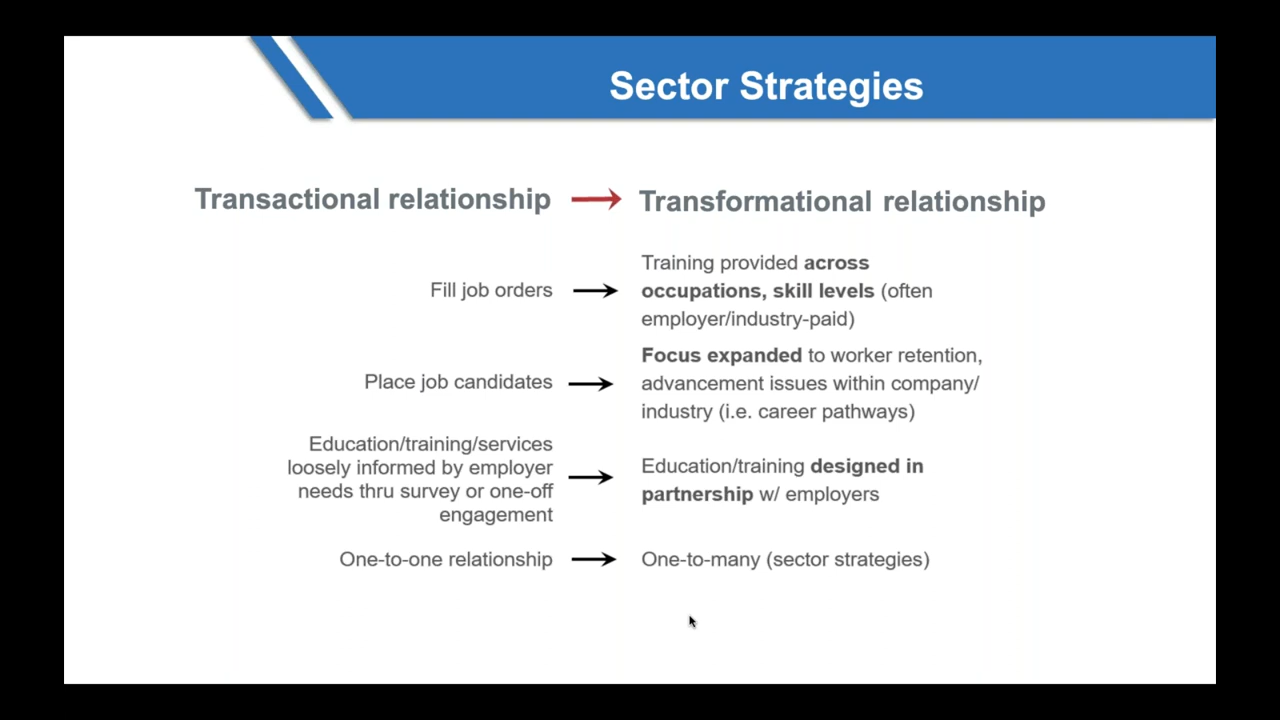 Sector Strategies
Transactional relationship
Transformational relationship
Fill job orders
Training provided across
occupations, skill levels (often
employer/industry-paid)
Place job candidates
Focus expanded to worker retention,
advancement issues within company/
industry (i.e. career pathways)
Education/training/services
loosely informed by employer
needs thru survey or one-off
engagement
Education/training designed in
partnership w/ employers
One-to-one relationship
One-to-many (sector strategies)